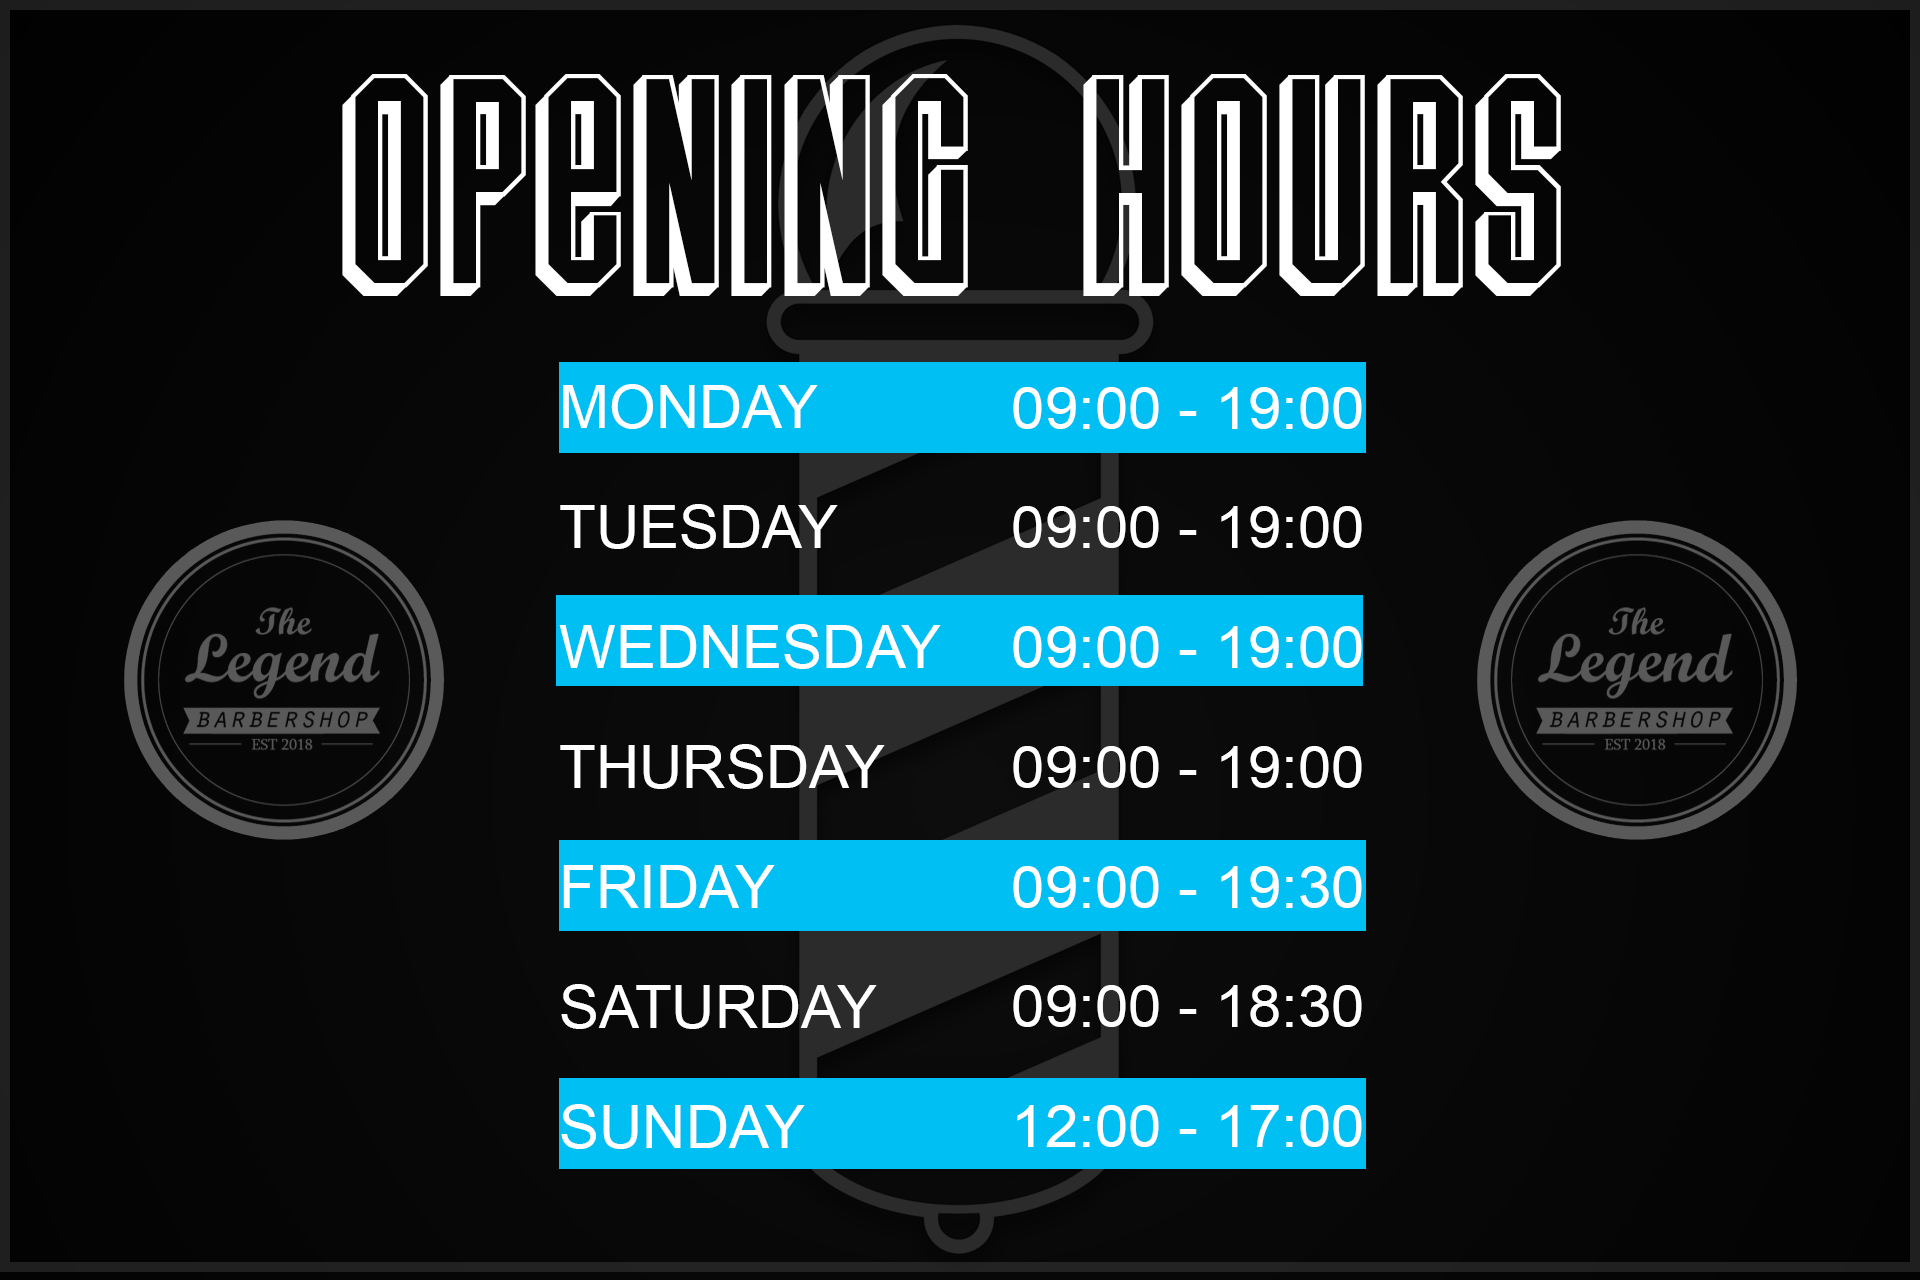 OPENING HOURS
MONDAY 09:00 - 19:00
TUESDAY 09:00 - 19:00
WEDNESDAY 09:00 - 19:00
THURSDAY 09:00 - 19:00
FRIDAY 09:00 - 19:30
SATURDAY 09:00 - 18:30
SUNDAY 12:00 - 17:00
The
Legend
BARBERSHOP
EST 2018
The
Legend
BARBERSHOP
EST 2018